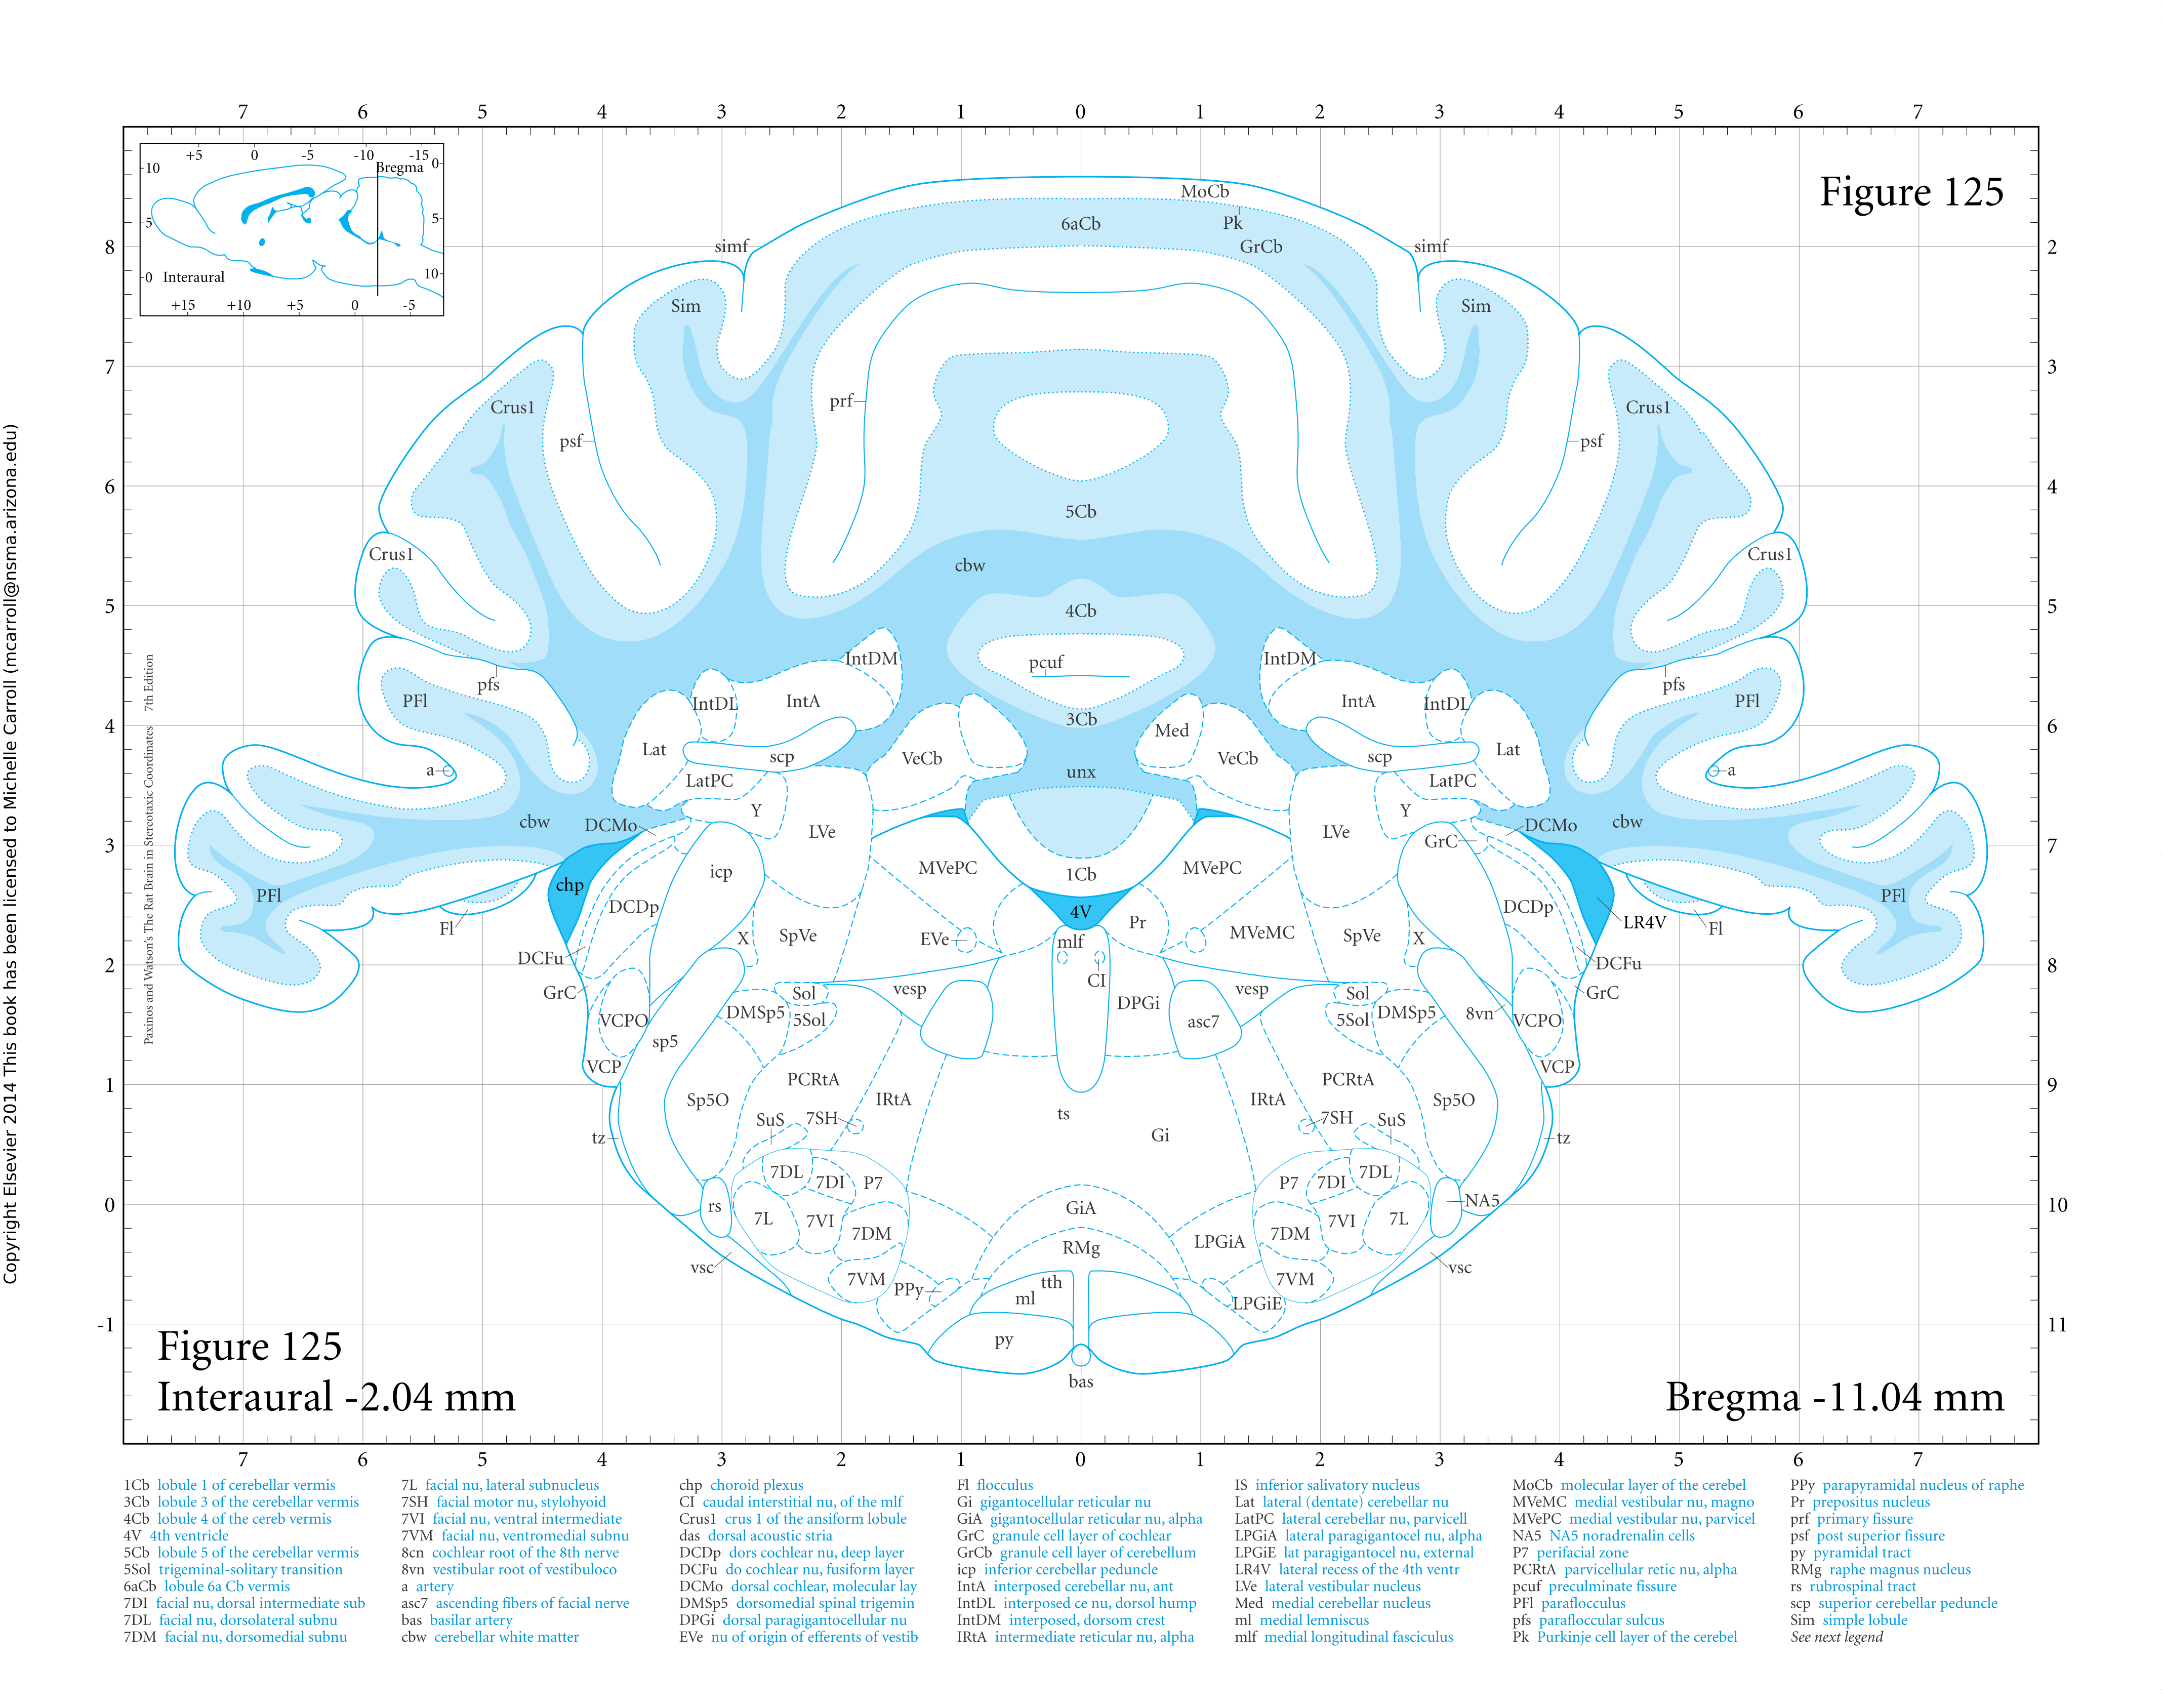 7 6 5 4 3 2 1 0 1 2 3 4 5 6 7
+5 0 -5 -10 -15
Bregma 0
10
5 5
0 Interaural 10
+15 +10 +5 0 -5
Figure 125
MoCb
6aCb Pk
GrCb
8 simf simf 2
Sim Sim
7 3
Crus1 prf Crus1
psf psf
6 4
5Cb
Crus1 cbw Crus1
5 4Cb 5
IntDM pcuf IntDM
pfs pfs
PFl IntDL IntA IntA IntDL PFl
4 3Cb 6
Lat scp VeCb Med VeCb scp Lat
a unx a
LatPC LatPC
Y Y
cbw DCMo LVe LVe DCMo cbw
3 GrC 7
icp MVePC 1Cb MVePC
PFl chp PFl
DCDp 4V DCDp
Fl X SpVe EVe mlf Pr MVeMC SpVe X LR4V Fl
DCFu DCFu
2 8
CI
GrC Sol vesp DPGi vesp Sol GrC
VCPO DMSp5 5Sol asc7 5Sol DMSp5 8vn VCPO
sp5
VCP VCP
1 PCRtA PCRtA 9
Sp5O IRtA ts IRtA Sp5O
SuS 7SH Gi 7SH SuS
tz tz
7DL 7DI P7 P7 7DI 7DL
0 rs NA5 10
7L 7VI 7DM GiA 7DM 7VI 7L
RMg LPGiA
vsc 7VM PPy tth 7VM vsc
ml LPGiE
-1 py 11
bas
Figure 125
Interaural -2.04 mm Bregma -11.04 mm
7 6 5 4 3 2 1 0 1 2 3 4 5 6 7
Copyright Elsevier 2014 This book has been licensed to Michelle Carroll (mcarroll@nsma.arizona.edu)
Paxinos and Watson's The Rat Brain in Stereotaxic Coordinates 7th Edition
1Cb lobule 1 of cerebellar vermis
3Cb lobule 3 of the cerebellar vermis
4Cb lobule 4 of the cereb vermis
4V 4th ventricle
5Cb lobule 5 of the cerebellar vermis
5Sol trigeminal-solitary transition
6aCb lobule 6a Cb vermis
7DI facial nu, dorsal intermediate sub
7DL facial nu, dorsolateral subnu
7DM facial nu, dorsomedial subnu
7L facial nu, lateral subnucleus
7SH facial motor nu, stylohyoid
7VI facial nu, ventral intermediate
7VM facial nu, ventromedial subnu
8cn cochlear root of the 8th nerve
8vn vestibular root of vestibuloco
a artery
asc7 ascending fibers of facial nerve
bas basilar artery
cbw cerebellar white matter
chp choroid plexus
CI caudal interstitial nu, of the mlf
Crus1 crus 1 of the ansiform lobule
das dorsal acoustic stria
DCDp dors cochlear nu, deep layer
DCFu do cochlear nu, fusiform layer
DCMo dorsal cochlear, molecular lay
DMSp5 dorsomedial spinal trigemin
DPGi dorsal paragigantocellular nu
EVe nu of origin of efferents of vestib
Fl flocculus
Gi gigantocellular reticular nu
GiA gigantocellular reticular nu, alpha
GrC granule cell layer of cochlear
GrCb granule cell layer of cerebellum
icp inferior cerebellar peduncle
IntA interposed cerebellar nu, ant
IntDL interposed ce nu, dorsol hump
IntDM interposed, dorsom crest
IRtA intermediate reticular nu, alpha
IS inferior salivatory nucleus
Lat lateral (dentate) cerebellar nu
LatPC lateral cerebellar nu, parvicell
LPGiA lateral paragigantocel nu, alpha
LPGiE lat paragigantocel nu, external
LR4V lateral recess of the 4th ventr
LVe lateral vestibular nucleus
Med medial cerebellar nucleus
ml medial lemniscus
mlf medial longitudinal fasciculus
MoCb molecular layer of the cerebel
MVeMC medial vestibular nu, magno
MVePC medial vestibular nu, parvicel
NA5 NA5 noradrenalin cells
P7 perifacial zone
PCRtA parvicellular retic nu, alpha
pcuf preculminate fissure
PFl paraflocculus
pfs parafloccular sulcus
Pk Purkinje cell layer of the cerebel
PPy parapyramidal nucleus of raphe
Pr prepositus nucleus
prf primary fissure
psf post superior fissure
py pyramidal tract
RMg raphe magnus nucleus
rs rubrospinal tract
scp superior cerebellar peduncle
Sim simple lobule
See next legend